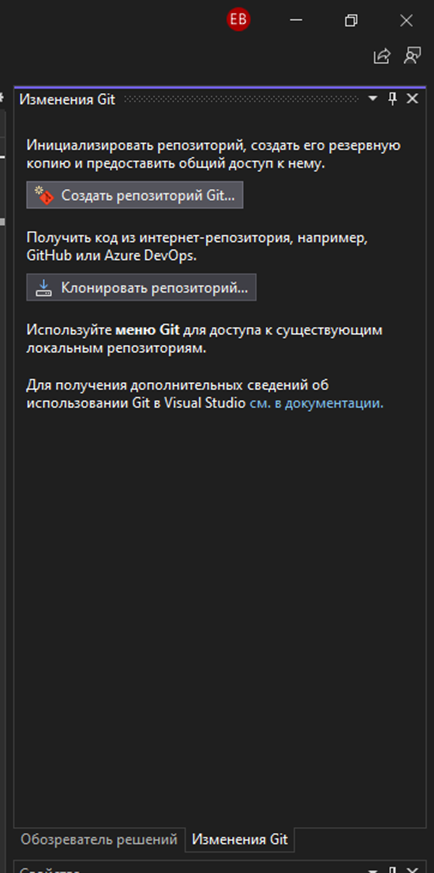 EB
Изменения Git
Инициализировать репозиторий, создать его резервную
копию и предоставить общий доступ к нему.
Создать репозиторий Git...
Получить код из интернет-репозитория, например,
GitHub или Azure DevOps.
Клонировать репозиторий...
Используйте меню Git для доступа к существующим
локальным репозиториям.
Для получения дополнительных сведений об
использовании Git в Visual Studio см. в документации.
Обозреватель решений Изменения Git